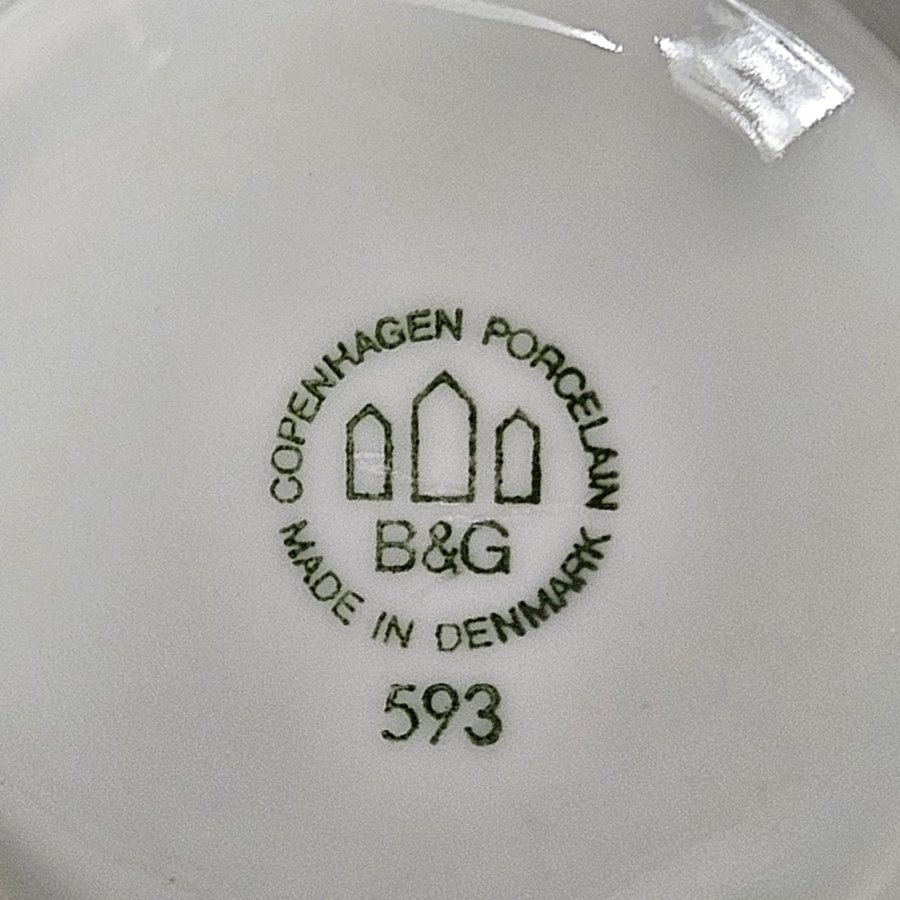 COPENHAGEN PORCELAIN
B&G
MADE IN DENMARK
593